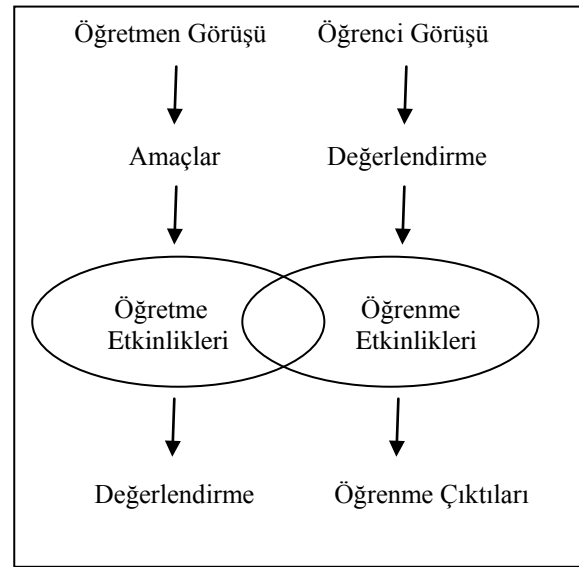 Öğretmen Görüşü Öğrenci Görüşü
Amaçlar Değerlendirme
Öğretme Öğrenme
Etkinlikleri Etkinlikleri
Değerlendirme Öğrenme Çıktıları